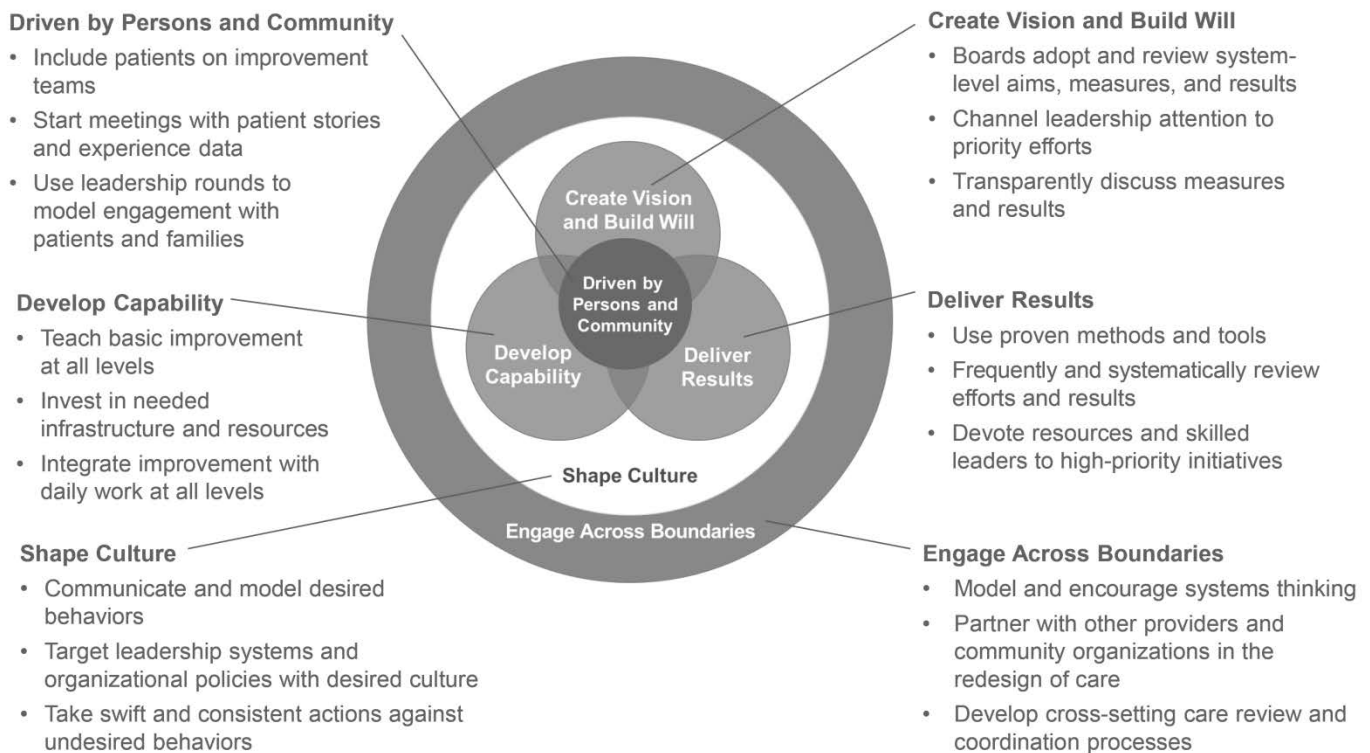 Driven by Persons and Community
• Include patients on improvement
teams
• Start meetings with patient stories
and experience data
• Use leadership rounds to
model engagement with
patients and families
Develop Capability
• Teach basic improvement
at all levels
• Invest in needed
infrastructure and resources
• Integrate improvement with
daily work at all levels
Shape Culture
• Communicate and model desired
behaviors
• Target leadership systems and
organizational policies with desired culture
• Take swift and consistent actions against
undesired behaviors
Create Vision
and Build Will
Driven by
Persons and
Community
Develop
Capability
Deliver
Results
Shape Culture
Engage Across Boundaries
Create Vision and Build Will
• Boards adopt and review system-
level aims, measures, and results
• Channel leadership attention to
priority efforts
• Transparently discuss measures
and results
Deliver Results
• Use proven methods and tools
• Frequently and systematically review
efforts and results
• Devote resources and skilled
leaders to high-priority initiatives
Engage Across Boundaries
• Model and encourage systems thinking
• Partner with other providers and
community organizations in the
redesign of care
• Develop cross-setting care review and
coordination processes